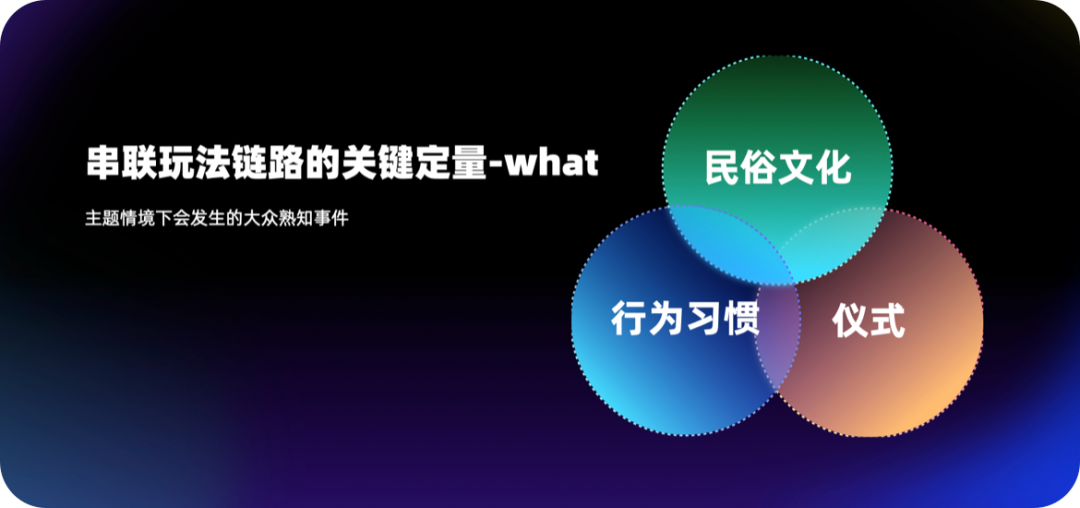 串联玩法链路的关键定量-what
主题情境下会发生的大众熟知事件
民俗文化
行为习惯
仪式